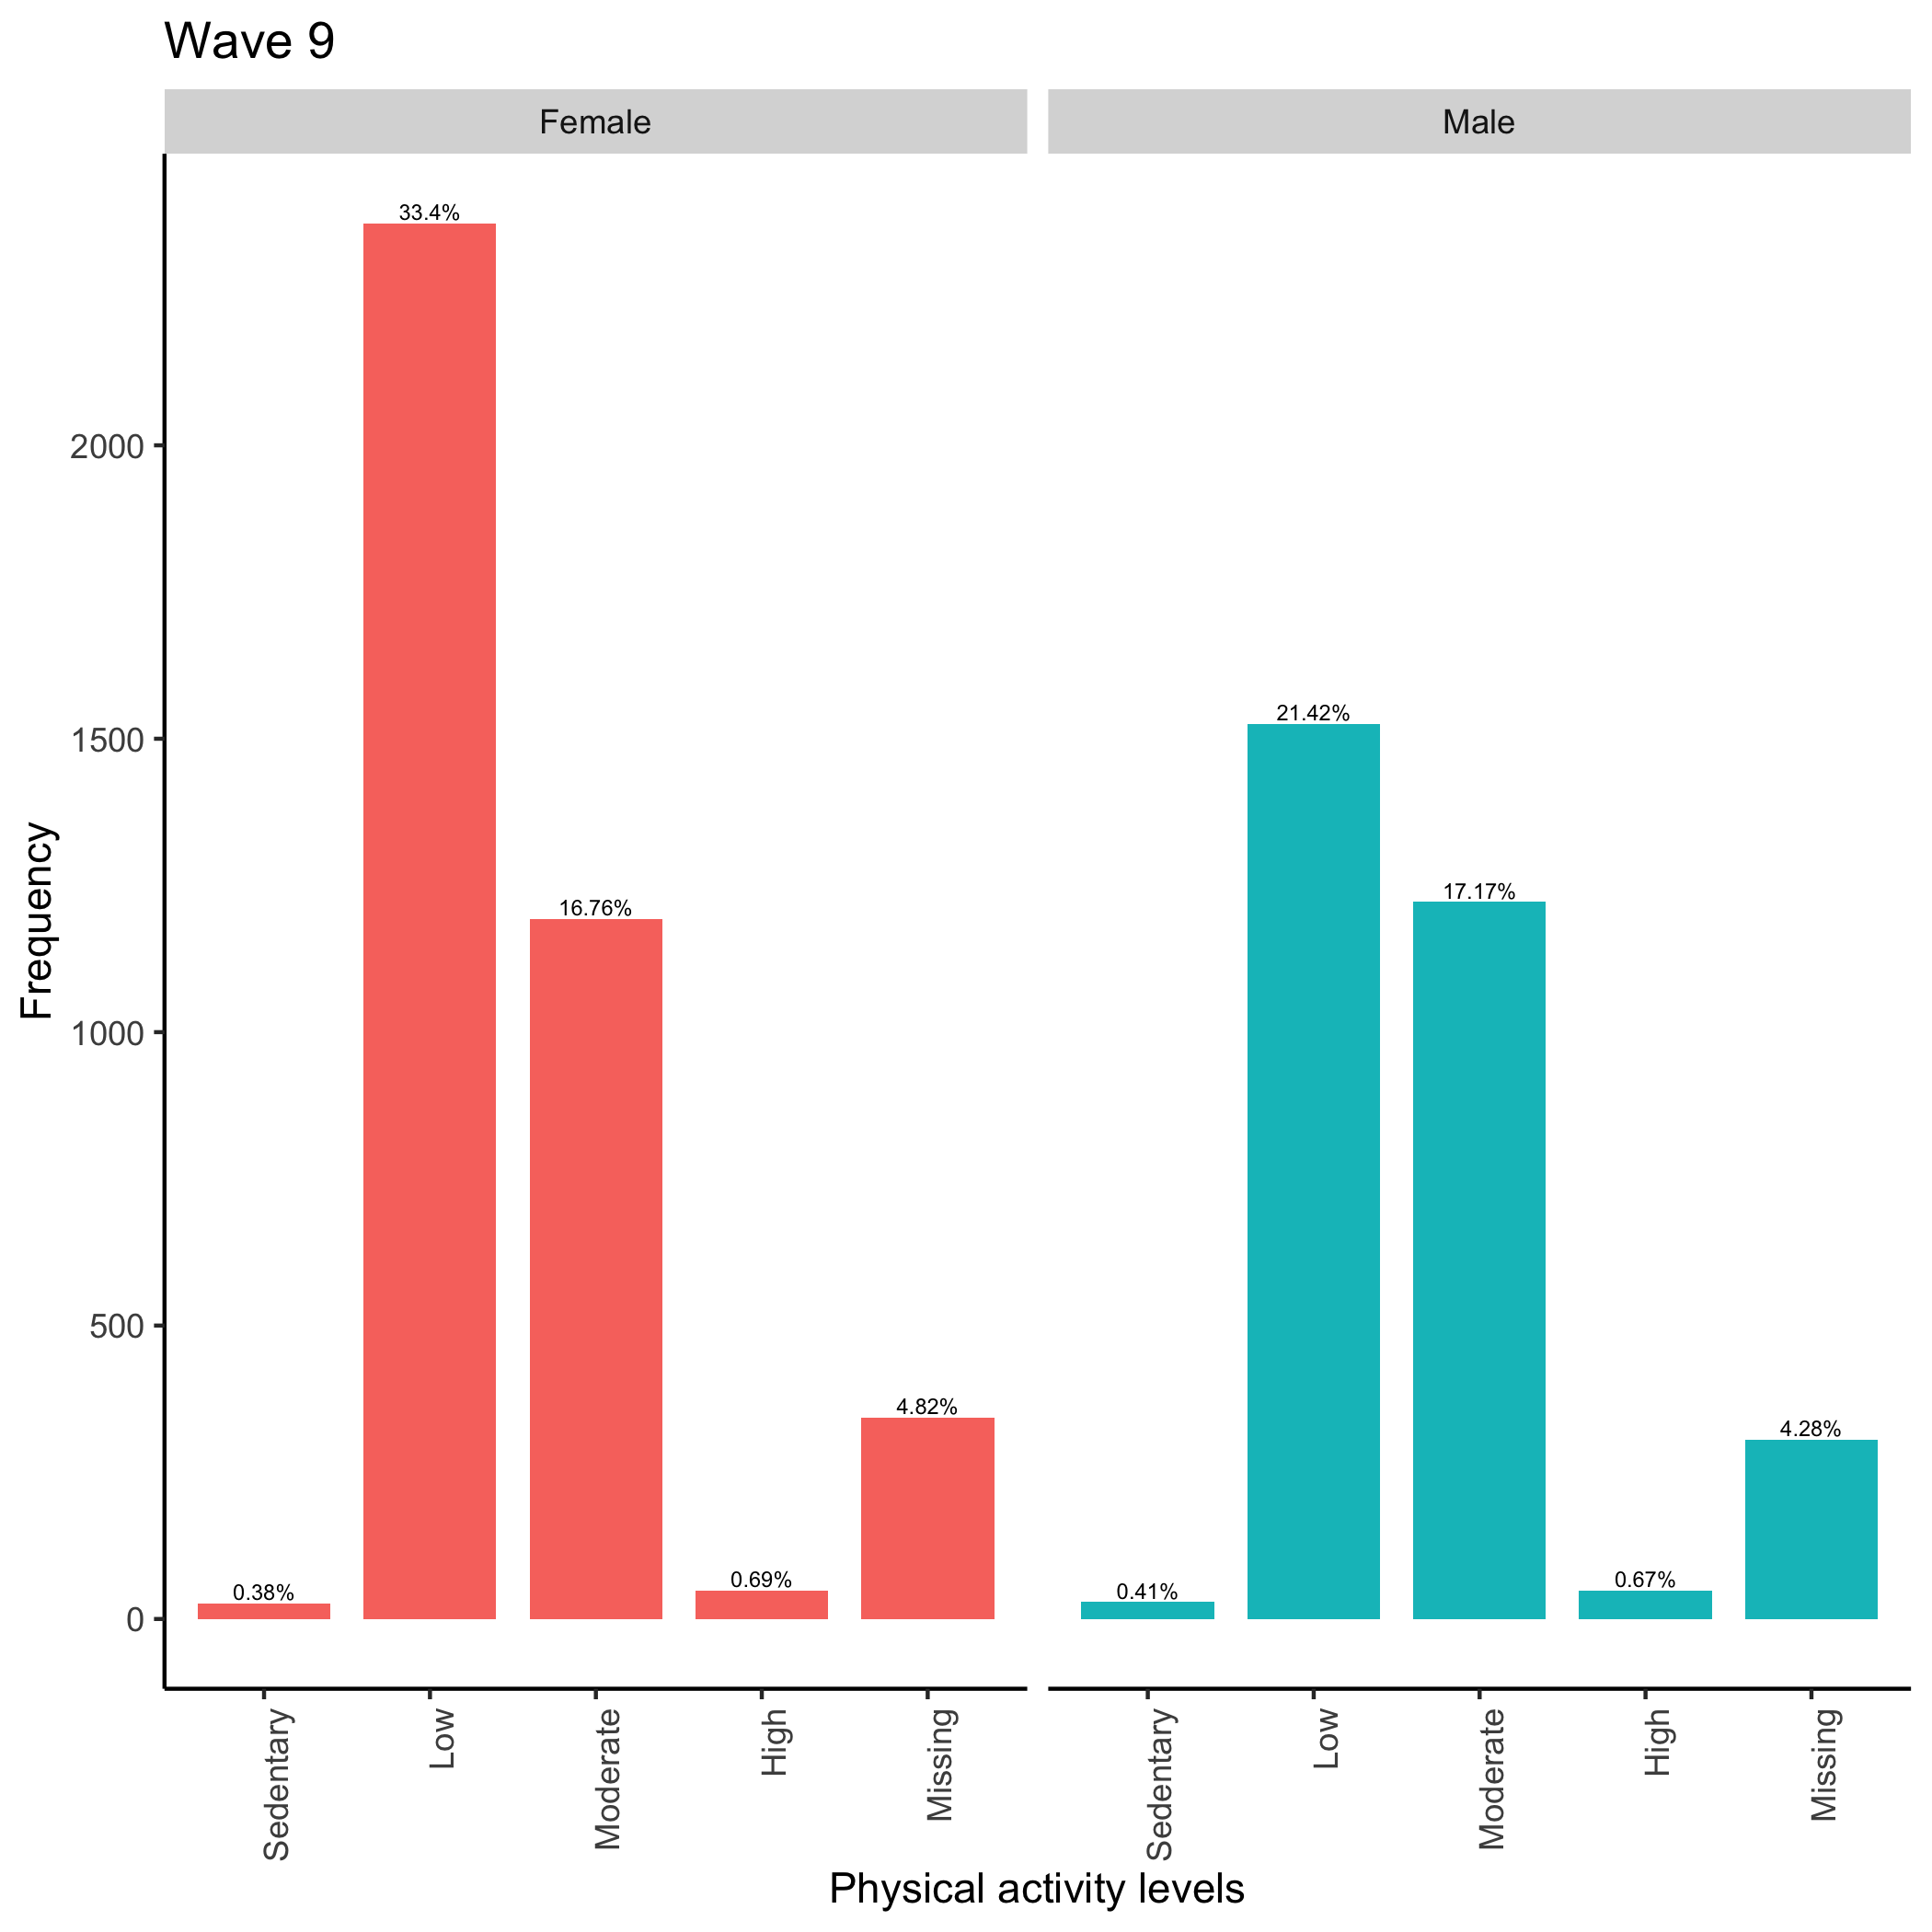 Wave 9
Female
Male
Frequency
2000
1500
1000
500
0
0.38%
33.4%
16.76%
0.69%
4.82%
0.41%
21.42%
17.17%
0.67%
4.28%
Sedentary
Low
Moderate
High
Missing
Sedentary
Low
Moderate
High
Missing
Physical activity levels